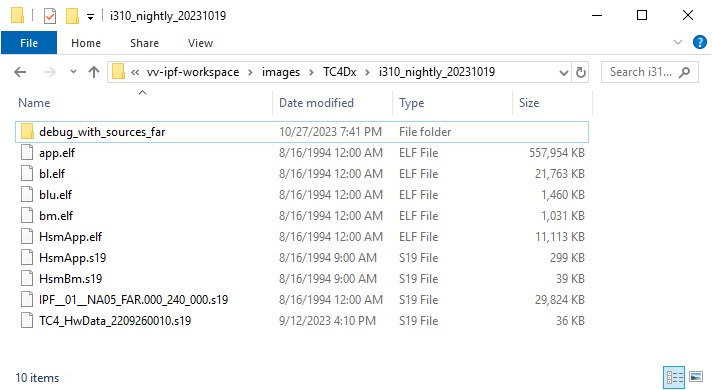 i310_nightly_20231019
File Home Share View
vv-ipf-workspace images TC4Dx i310_nightly_20231019 Search i31...
Name Date modified Type Size
debug_with_sources_far 10/27/2023 7:41 PM File folder
app.elf 8/16/1994 12:00 AM ELF File 557,954 KB
bl.elf 8/16/1994 12:00 AM ELF File 21,763 KB
blu.elf 8/16/1994 12:00 AM ELF File 1,460 KB
bm.elf 8/16/1994 12:00 AM ELF File 1,031 KB
HsmApp.elf 8/16/1994 12:00 AM ELF File 11,113 KB
HsmApp.s19 8/16/1994 9:00 AM S19 File 299 KB
HsmBm.s19 8/16/1994 9:00 AM S19 File 39 KB
IPF__01__NA05_FAR.000_240_000.s19 8/16/1994 12:00 AM S19 File 29,824 KB
TC4_HwData_2209260010.s19 9/12/2023 4:10 PM S19 File 36 KB
10 items